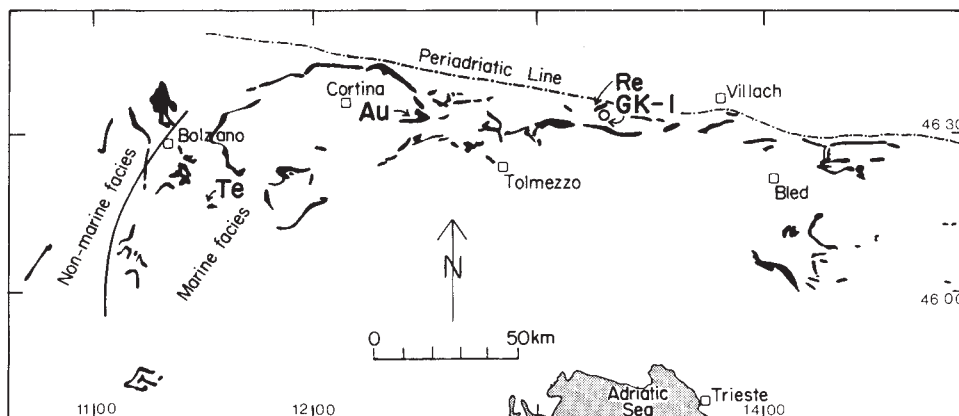 Periadriatic Line
Re
GK-I
Villach
Cortina
Au
46 30
Bolzano
Te
Tolmezzo
Bled
Non-marine facies
Marine facies
N
46 00
0 50km
11 00
12 00
Adriatic
Sea
Trieste
14 00